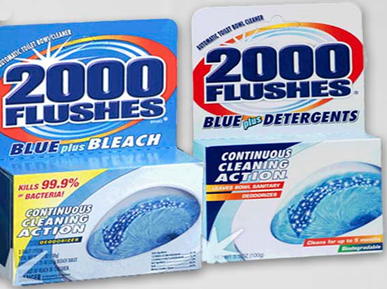 AUTOMATIC TOILET BOWL CLEANER
2000
FLUSHES
BLUE plus BLEACH
KILLS 99.9%
OF BACTERIA!
CONTINUOUS
CLEANING
ACTION
DEODORIZER
AUTOMATIC TOILET BOWL CLEANER
2000
FLUSHES
BLUE plus DETERGENTS
CONTINUOUS
CLEANING
ACTION
LEAVES BOWL SANITARY
DEODORIZES
Cleans for up to 5 months
Biodegradable